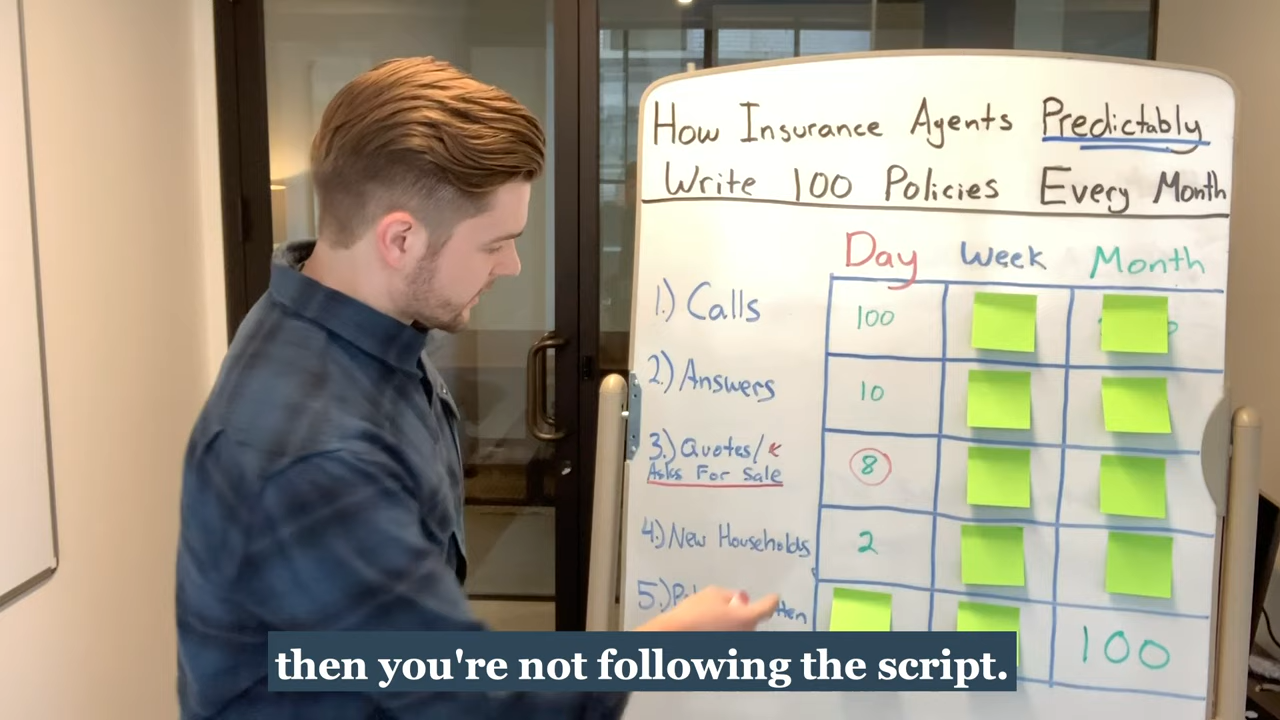 How Insurance Agents Predictably
Write 100 Policies Every Month
Day Week Month
1.) Calls 100
2.) Answers 10
3.) Quotes/
Asks For Sale 8
4.) New Households 2
5.) 100
then you're not following the script.